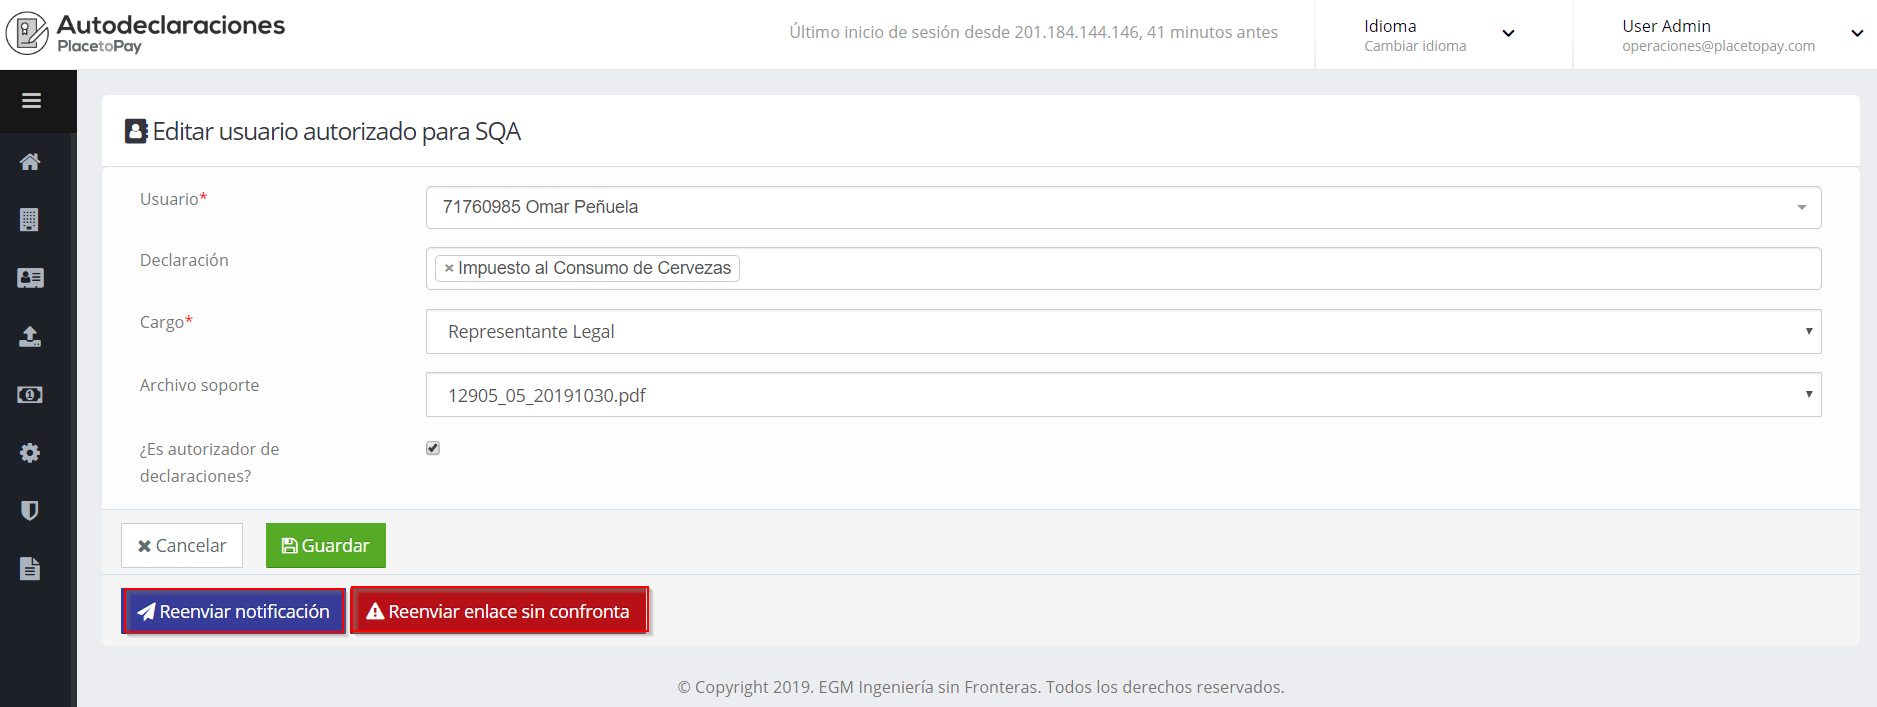 Autodeclaraciones
PlacetoPay
Último inicio de sesión desde 201.184.144.146, 41 minutos antes
Idioma
Cambiar idioma
User Admin
operaciones@placetopay.com
Editar usuario autorizado para SQA
Usuario*
71760985 Omar Peñuela
Declaración
× Impuesto al Consumo de Cervezas
Cargo*
Representante Legal
Archivo soporte
12905_05_20191030.pdf
¿Es autorizador de
declaraciones?
Cancelar
Guardar
Reenviar notificación
Reenviar enlace sin confronta
© Copyright 2019. EGM Ingeniería sin Fronteras. Todos los derechos reservados.